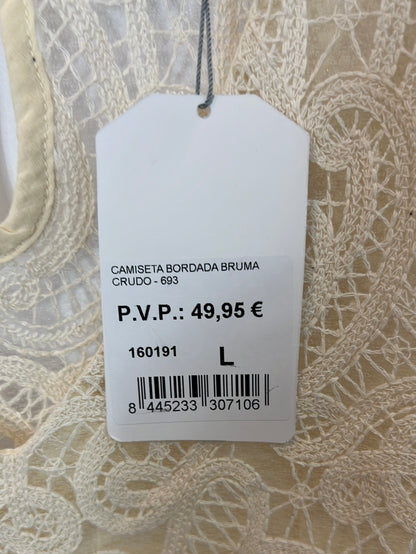 CAMISETA BORDADA BRUMA
CRUDO - 693
P.V.P.: 49,95 €
160191 L
8 445233 307106